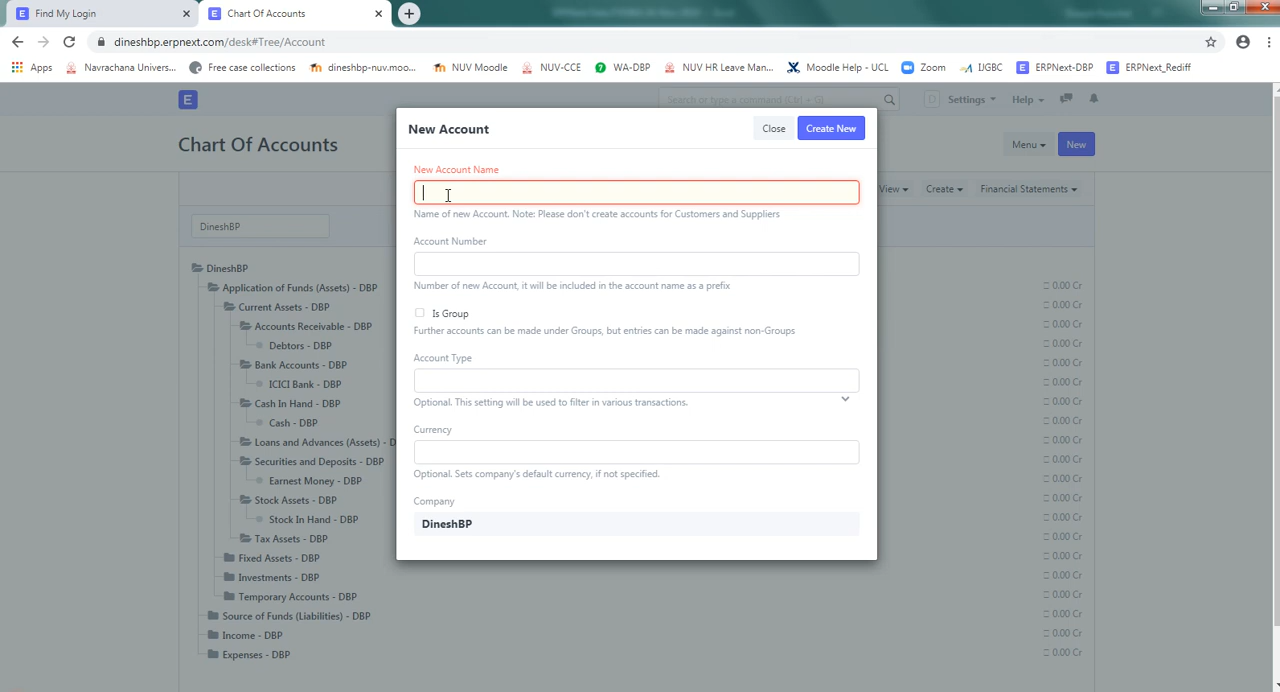 Find My Login
Chart Of Accounts
dineshbp.erpnext.com/desk#Tree/Account
Apps
Navrachana Univers...
Free case collections
dineshbp-nuv.moo...
NUV Moodle
NUV-CCE
WA-DBP
NUV HR Leave Man...
Moodle Help - UCL
Zoom
IJGBC
ERPNext-DBP
ERPNext_Rediff
E
Search or type a command (Ctrl + G)
D
Settings
Help
Chart Of Accounts
Menu
New
View
Create
Financial Statements
New Account
Close
Create New
New Account Name
Name of new Account. Note: Please don't create accounts for Customers and Suppliers
Account Number
Number of new Account, it will be included in the account name as a prefix
Is Group
Further accounts can be made under Groups, but entries can be made against non-Groups
Account Type
Optional. This setting will be used to filter in various transactions.
Currency
Optional. Sets company's default currency, if not specified.
Company
DineshBP
DineshBP
DineshBP
Application of Funds (Assets) - DBP 0.00 Cr
Current Assets - DBP 0.00 Cr
Accounts Receivable - DBP 0.00 Cr
Debtors - DBP 0.00 Cr
Bank Accounts - DBP 0.00 Cr
ICICI Bank - DBP 0.00 Cr
Cash In Hand - DBP 0.00 Cr
Cash - DBP 0.00 Cr
Loans and Advances (Assets) - D 0.00 Cr
Securities and Deposits - DBP 0.00 Cr
Earnest Money - DBP 0.00 Cr
Stock Assets - DBP 0.00 Cr
Stock In Hand - DBP 0.00 Cr
Tax Assets - DBP 0.00 Cr
Fixed Assets - DBP 0.00 Cr
Investments - DBP 0.00 Cr
Temporary Accounts - DBP 0.00 Cr
Source of Funds (Liabilities) - DBP 0.00 Cr
Income - DBP 0.00 Cr
Expenses - DBP 0.00 Cr